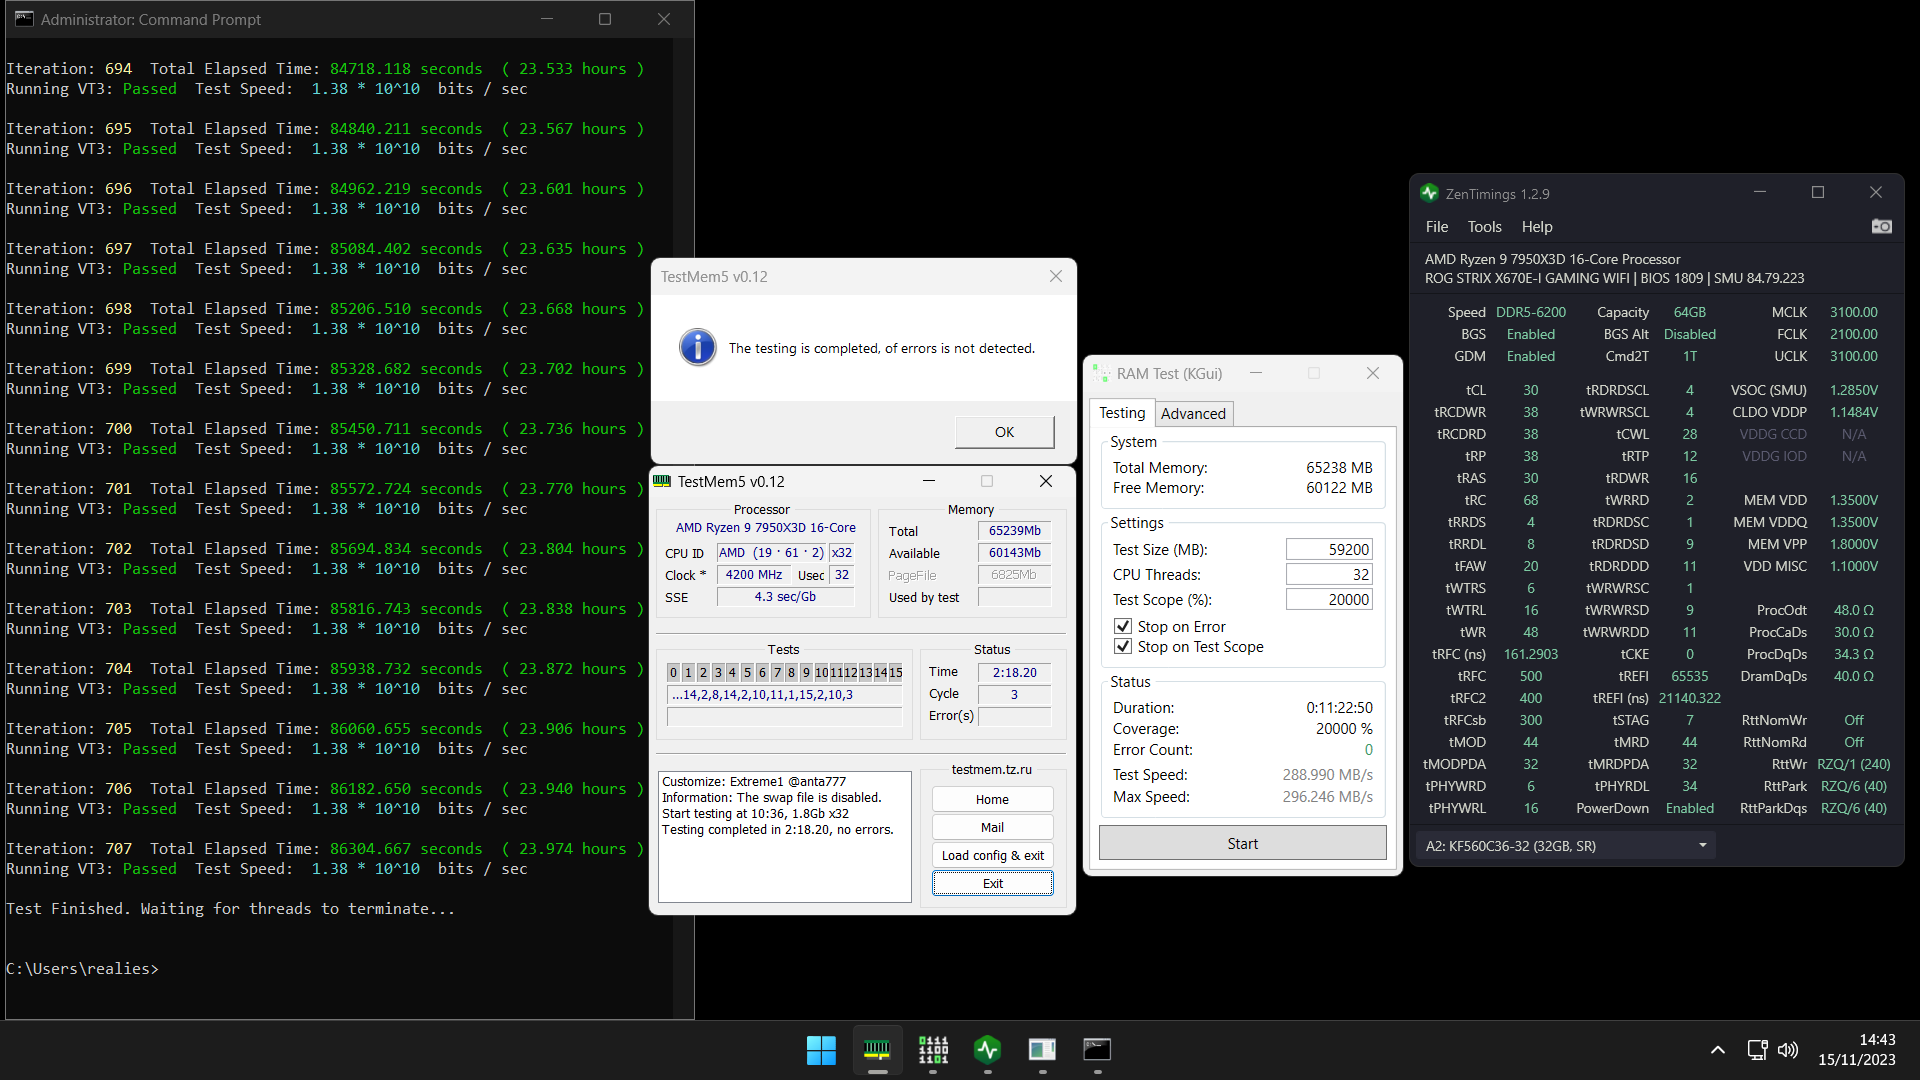 Administrator: Command Prompt
Iteration: 694  Total Elapsed Time: 84718.118 seconds  ( 23.533 hours )
Running VT3: Passed  Test Speed:  1.38 * 10^10  bits / sec
Iteration: 695  Total Elapsed Time: 84840.211 seconds  ( 23.567 hours )
Running VT3: Passed  Test Speed:  1.38 * 10^10  bits / sec
Iteration: 696  Total Elapsed Time: 84962.219 seconds  ( 23.601 hours )
Running VT3: Passed  Test Speed:  1.38 * 10^10  bits / sec
Iteration: 697  Total Elapsed Time: 85084.402 seconds  ( 23.635 hours )
Running VT3: Passed  Test Speed:  1.38 * 10^10  bits / sec
Iteration: 698  Total Elapsed Time: 85206.510 seconds  ( 23.668 hours )
Running VT3: Passed  Test Speed:  1.38 * 10^10  bits / sec
Iteration: 699  Total Elapsed Time: 85328.682 seconds  ( 23.702 hours )
Running VT3: Passed  Test Speed:  1.38 * 10^10  bits / sec
Iteration: 700  Total Elapsed Time: 85450.711 seconds  ( 23.736 hours )
Running VT3: Passed  Test Speed:  1.38 * 10^10  bits / sec
Iteration: 701  Total Elapsed Time: 85572.724 seconds  ( 23.770 hours )
Running VT3: Passed  Test Speed:  1.38 * 10^10  bits / sec
Iteration: 702  Total Elapsed Time: 85694.834 seconds  ( 23.804 hours )
Running VT3: Passed  Test Speed:  1.38 * 10^10  bits / sec
Iteration: 703  Total Elapsed Time: 85816.743 seconds  ( 23.838 hours )
Running VT3: Passed  Test Speed:  1.38 * 10^10  bits / sec
Iteration: 704  Total Elapsed Time: 85938.732 seconds  ( 23.872 hours )
Running VT3: Passed  Test Speed:  1.38 * 10^10  bits / sec
Iteration: 705  Total Elapsed Time: 86060.655 seconds  ( 23.906 hours )
Running VT3: Passed  Test Speed:  1.38 * 10^10  bits / sec
Iteration: 706  Total Elapsed Time: 86182.650 seconds  ( 23.940 hours )
Running VT3: Passed  Test Speed:  1.38 * 10^10  bits / sec
Iteration: 707  Total Elapsed Time: 86304.667 seconds  ( 23.974 hours )
Running VT3: Passed  Test Speed:  1.38 * 10^10  bits / sec
Test Finished. Waiting for threads to terminate...
C:\Users\realies>
TestMem5 v0.12
The testing is completed, of errors is not detected.
OK
TestMem5 v0.12
Processor
AMD Ryzen 9 7950X3D 16-Core
CPU ID AMD (19 · 61 · 2) x32
Clock * 4200 MHz Used 32
SSE 4.3 sec/Gb
Memory
Total 65239Mb
Available 60143Mb
PageFile 6825Mb
Used by test
Tests
0 1 2 3 4 5 6 7 8 9 10 11 12 13 14 15
...14,2,8,14,2,10,11,1,15,2,10,3
Status
Time 2:18.20
Cycle 3
Error(s)
Customize: Extreme1 @anta777
Information: The swap file is disabled.
Start testing at 10:36, 1.8Gb x32
Testing completed in 2:18.20, no errors.
testmem.tz.ru
Home
Mail
Load config & exit
Exit
RAM Test (KGui)
Testing Advanced
System
Total Memory: 65238 MB
Free Memory: 60122 MB
Settings
Test Size (MB): 59200
CPU Threads: 32
Test Scope (%): 20000
Stop on Error
Stop on Test Scope
Status
Duration: 0:11:22:50
Coverage: 20000 %
Error Count: 0
Test Speed: 288.990 MB/s
Max Speed: 296.246 MB/s
Start
ZenTimings 1.2.9
File Tools Help
AMD Ryzen 9 7950X3D 16-Core Processor
ROG STRIX X670E-I GAMING WIFI | BIOS 1809 | SMU 84.79.223
Speed DDR5-6200 Capacity 64GB MCLK 3100.00
BGS Enabled BGS Alt Disabled FCLK 2100.00
GDM Enabled Cmd2T 1T UCLK 3100.00
tCL 30 tRDRDSCL 4 VSOC (SMU) 1.2850V
tRCDWR 38 tWRWRSCL 4 CLDO VDDP 1.1484V
tRCDRD 38 tCWL 28 VDDG CCD N/A
tRP 38 tRTP 12 VDDG IOD N/A
tRAS 30 tRDWR 16
tRC 68 tWRRD 2 MEM VDD 1.3500V
tRRDS 4 tRDRDSC 1 MEM VDDQ 1.3500V
tRRDL 8 tRDRDSD 9 MEM VPP 1.8000V
tFAW 20 tRDRDDD 11 VDD MISC 1.1000V
tWTRS 6 tWRWRSC 1
tWTRL 16 tWRWRSD 9 ProcOdt 48.0 Ω
tWR 48 tWRWRDD 11 ProcCaDs 30.0 Ω
tRFC (ns) 161.2903 tCKE 0 ProcDqDs 34.3 Ω
tRFC 500 tREFI 65535 DramDqDs 40.0 Ω
tRFC2 400 tREFI (ns) 21140.322
tRFCsb 300 tSTAG 7 RttNomWr Off
tMOD 44 tMRD 44 RttNomRd Off
tMODPDA 32 tMRDPDA 32 RttWr RZQ/1 (240)
tPHYWRD 6 tPHYRDL 34 RttPark RZQ/6 (40)
tPHYWRL 16 PowerDown Enabled RttParkDqs RZQ/6 (40)
A2: KF560C36-32 (32GB, SR)
14:43
15/11/2023